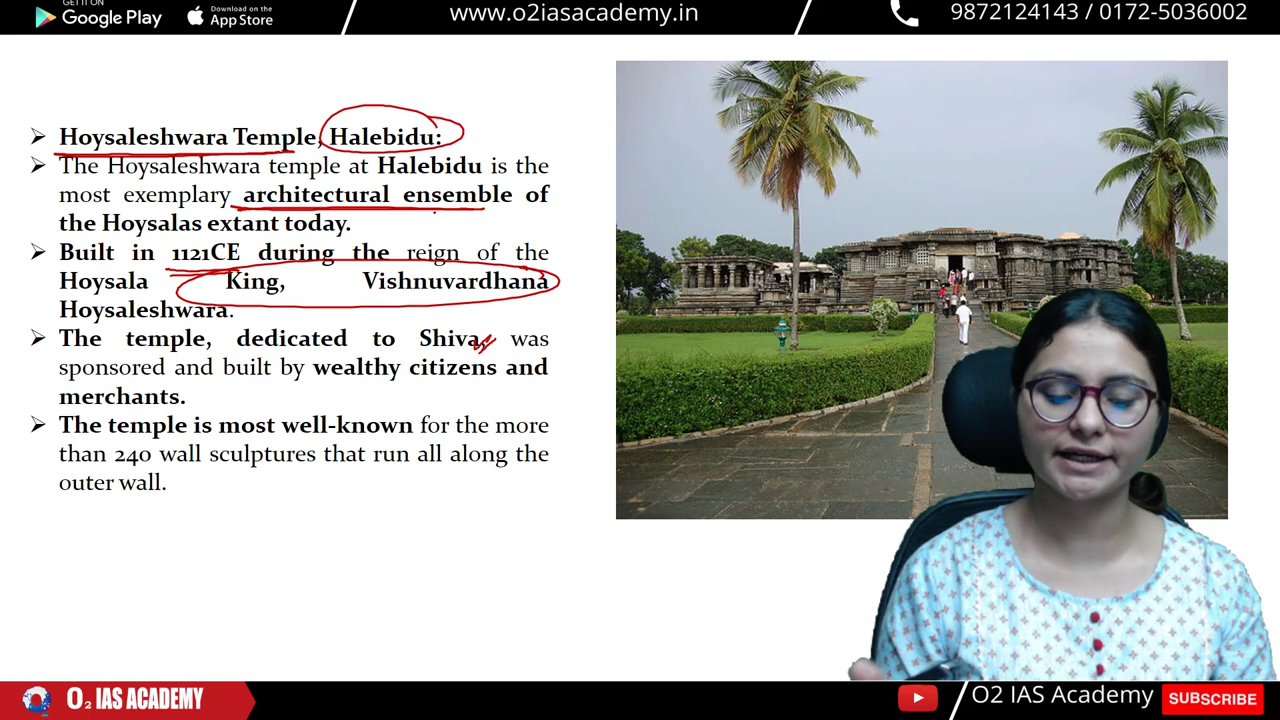 GET IT ON
Google Play
Download on the
App Store
www.o2iasacademy.in
9872124143 / 0172-5036002
➢ Hoysaleshwara Temple, Halebidu:
➢ The Hoysaleshwara temple at Halebidu is the
most exemplary architectural ensemble of
the Hoysalas extant today.
➢ Built in 1121CE during the reign of the
Hoysala King, Vishnuvardhana
Hoysaleshwara.
➢ The temple, dedicated to Shiva, was
sponsored and built by wealthy citizens and
merchants.
➢ The temple is most well-known for the more
than 240 wall sculptures that run all along the
outer wall.
O2 IAS ACADEMY
O2 IAS Academy
SUBSCRIBE